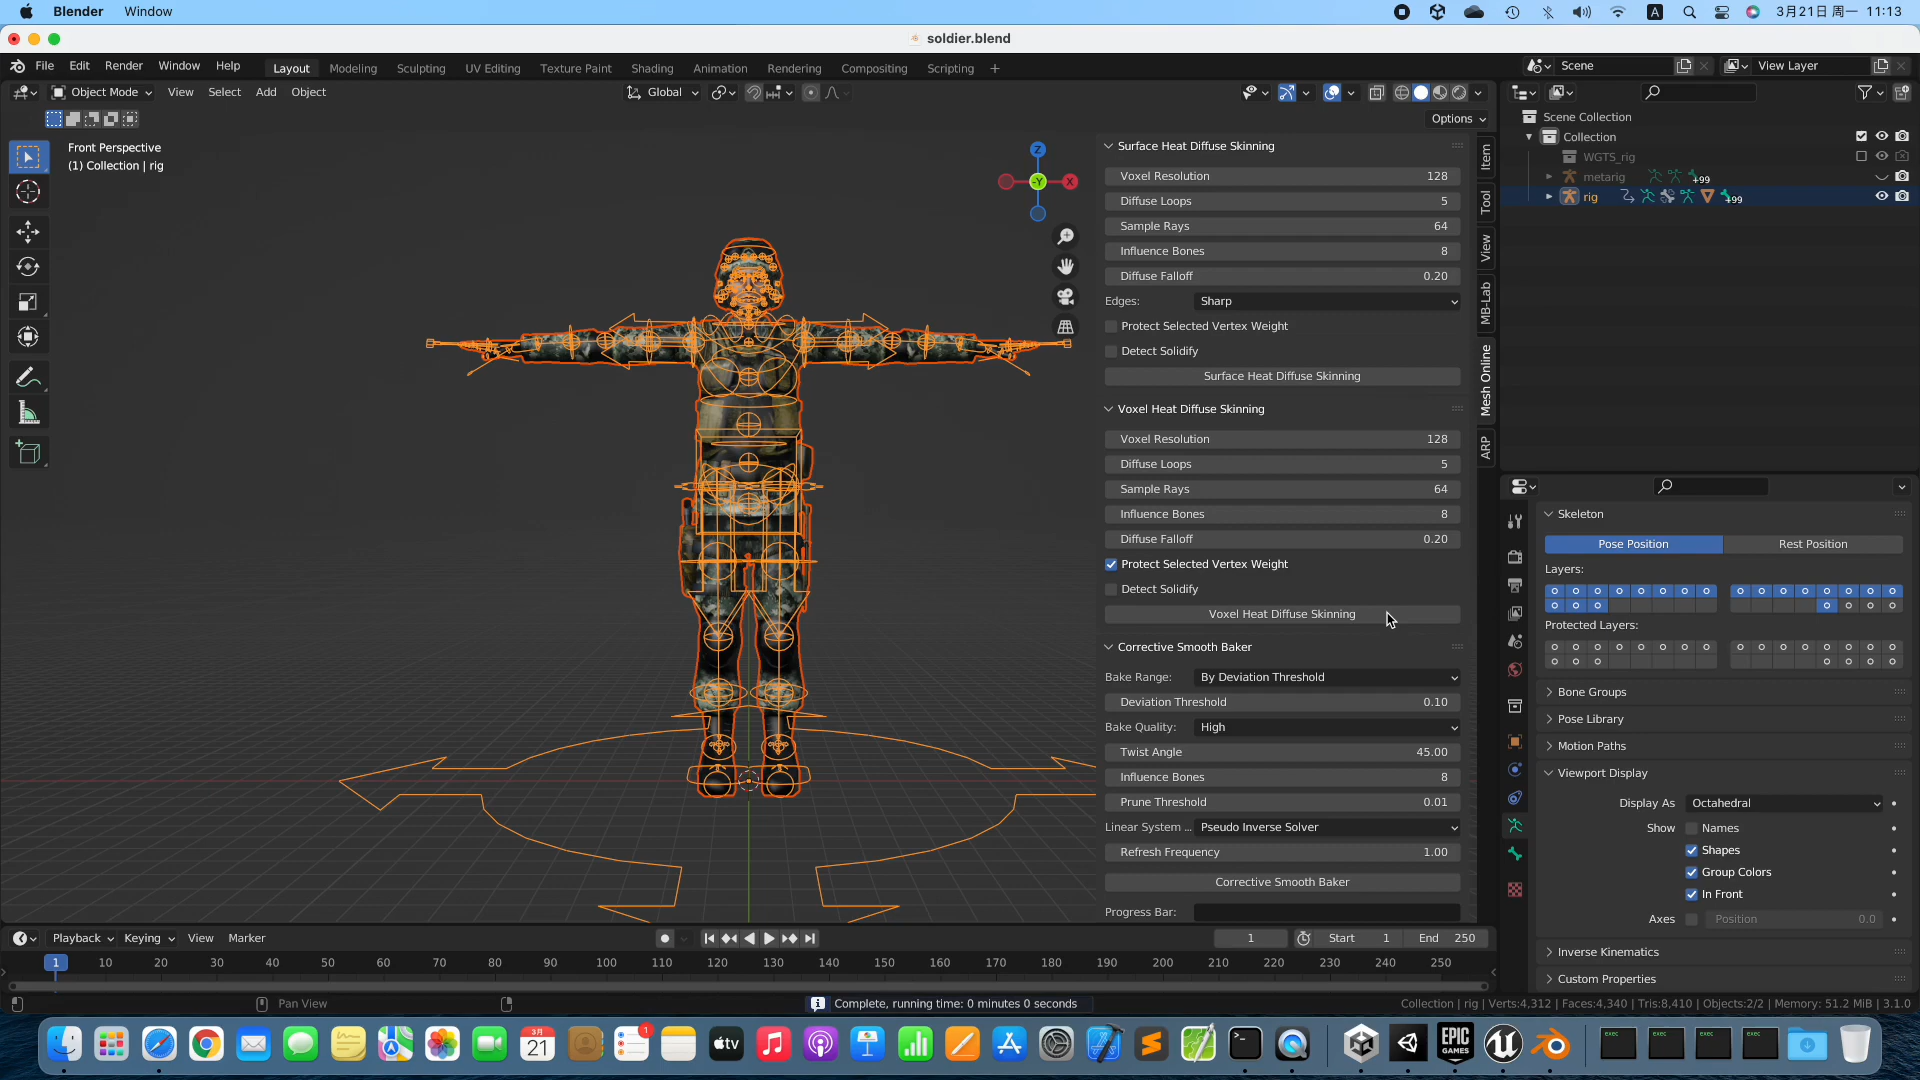 Blender Window
A 3月21日 周一 11:13
soldier.blend
File Edit Render Window Help Layout Modeling Sculpting UV Editing Texture Paint Shading Animation Rendering Compositing Scripting +
Scene View Layer
Object Mode View Select Add Object Global
Options
Front Perspective
(1) Collection | rig
Z
X
-Y
Item
Tool
View
MB-Lab
Mesh Online
ARP
Surface Heat Diffuse Skinning
Voxel Resolution 128
Diffuse Loops 5
Sample Rays 64
Influence Bones 8
Diffuse Falloff 0.20
Edges: Sharp
Protect Selected Vertex Weight
Detect Solidify
Surface Heat Diffuse Skinning
Voxel Heat Diffuse Skinning
Voxel Resolution 128
Diffuse Loops 5
Sample Rays 64
Influence Bones 8
Diffuse Falloff 0.20
Protect Selected Vertex Weight
Detect Solidify
Voxel Heat Diffuse Skinning
Corrective Smooth Baker
Bake Range: By Deviation Threshold
Deviation Threshold 0.10
Bake Quality: High
Twist Angle 45.00
Influence Bones 8
Prune Threshold 0.01
Linear System ... Pseudo Inverse Solver
Refresh Frequency 1.00
Corrective Smooth Baker
Progress Bar:
Scene Collection
Collection
WGTS_rig
metarig +99
rig +99
Skeleton
Pose Position Rest Position
Layers:
Protected Layers:
Bone Groups
Pose Library
Motion Paths
Viewport Display
Display As Octahedral
Show Names
Shapes
Group Colors
In Front
Axes Position 0.0
Inverse Kinematics
Custom Properties
Playback Keying View Marker 1 Start 1 End 250
1 10 20 30 40 50 60 70 80 90 100 110 120 130 140 150 160 170 180 190 200 210 220 230 240 250
Pan View Complete, running time: 0 minutes 0 seconds Collection | rig | Verts:4,312 | Faces:4,340 | Tris:8,410 | Objects:2/2 | Memory: 51.2 MiB | 3.1.0
3月
21
1
tv
EPIC
GAMES
exec
exec
exec
exec